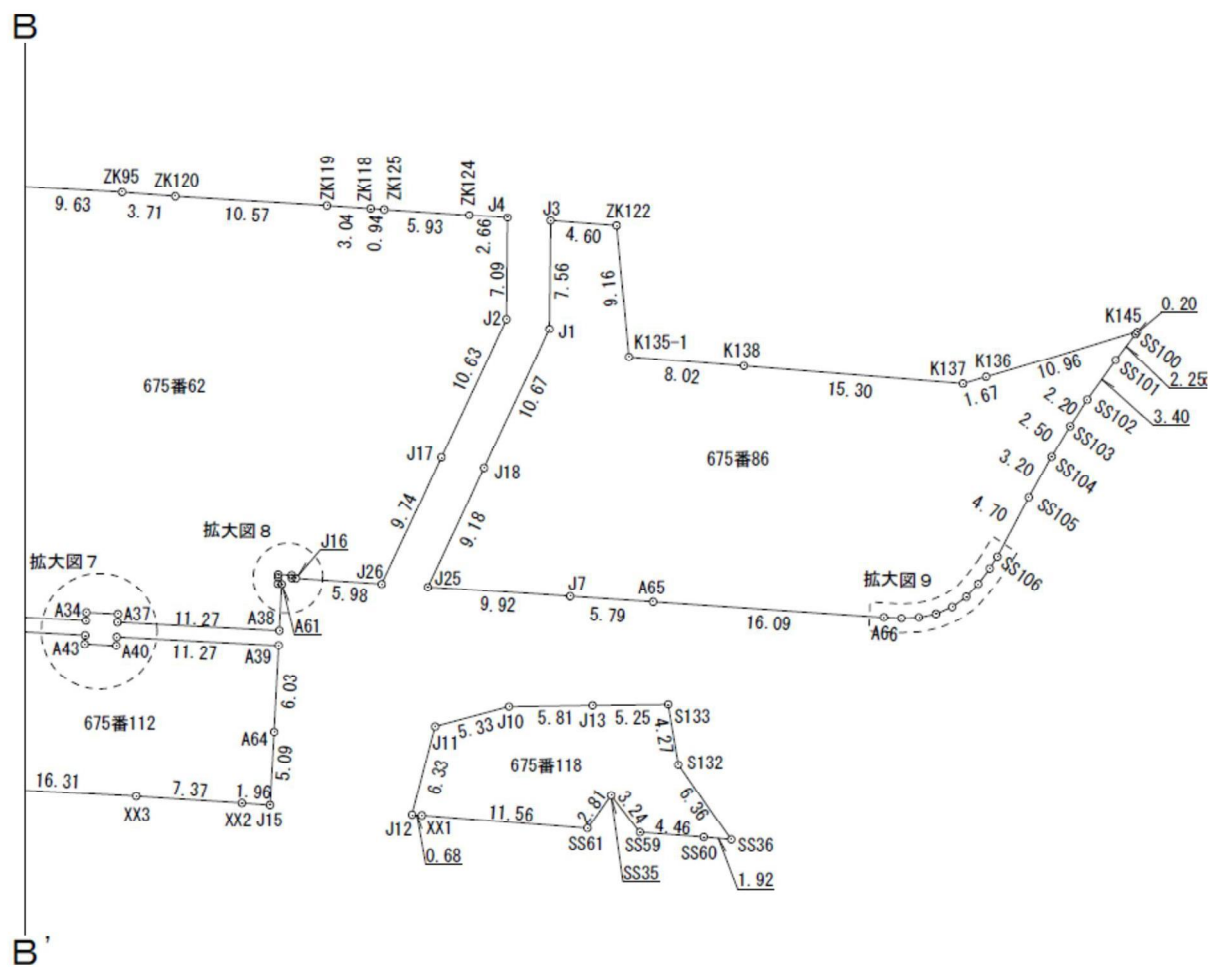 B
ZK95
ZK120
ZK119
ZK118
ZK125
ZK124
J4
J3
ZK122
9.63
3.71
10.57
3.04
0.94
5.93
2.66
4.60
7.09
7.56
9.16
J2
J1
K135-1
K138
K137
K136
K145
0.20
SS100
2.25
SS101
3.40
SS102
2.20
SS103
2.50
SS104
3.20
SS105
4.70
SS106
8.02
15.30
1.67
10.96
675番62
10.63
10.67
J17
J18
675番86
9.74
9.18
拡大図8
J16
拡大図7
5.98
J26
J25
9.92
J7
5.79
A65
16.09
拡大図9
A66
A34
A37
11.27
A38
A61
A43
A40
11.27
A39
6.03
675番112
A64
5.09
16.31
XX3
7.37
XX2
1.96
J15
J11
5.33
J10
5.81
J13
5.25
S133
4.27
S132
675番118
6.33
6.36
J12
XX1
0.68
11.56
SS61
2.81
SS35
3.24
SS59
4.46
SS60
SS36
1.92
B'